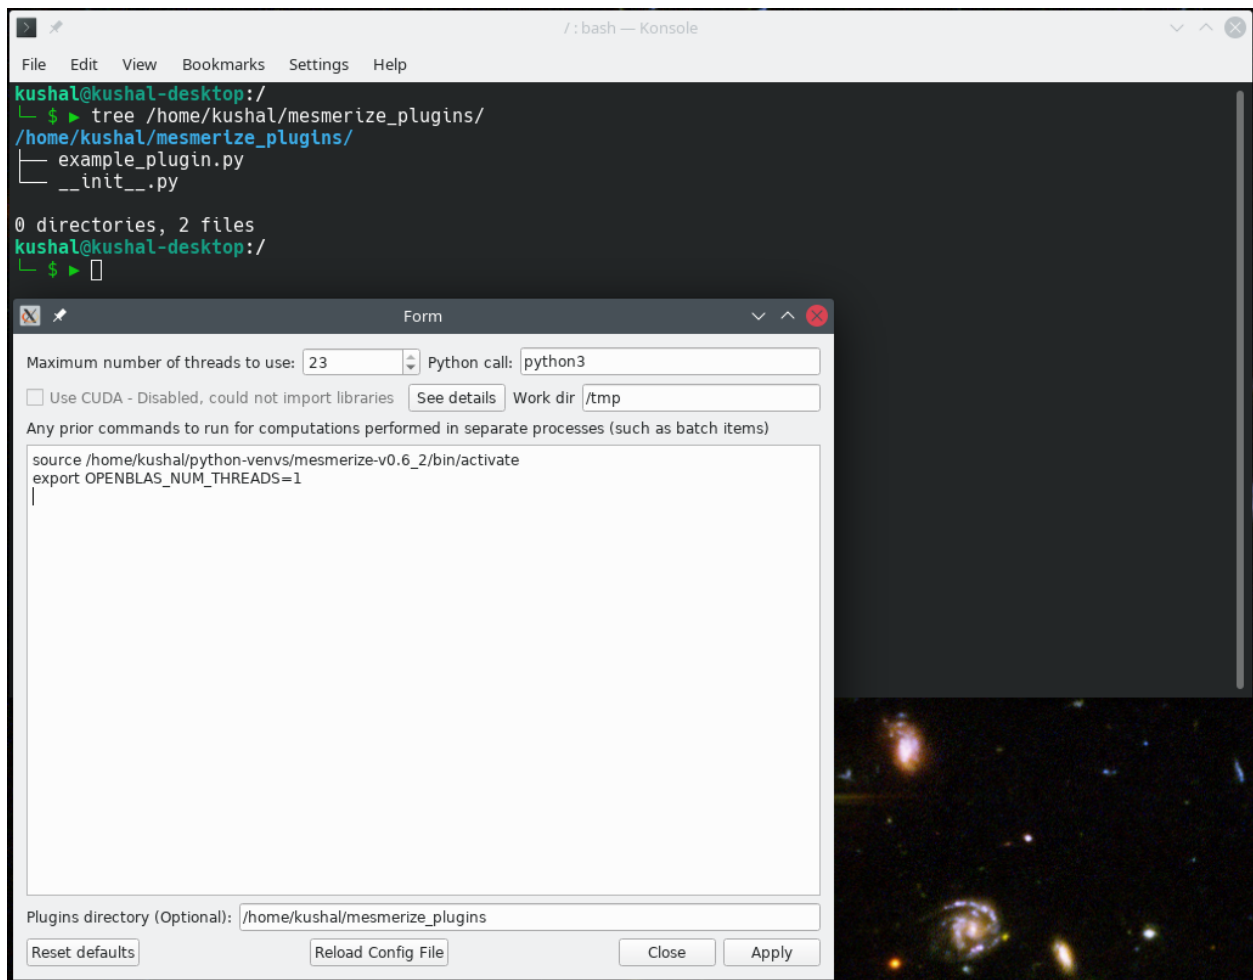 / : bash — Konsole
File Edit View Bookmarks Settings Help
kushal@kushal-desktop:/
└─ $ ▶ tree /home/kushal/mesmerize_plugins/
/home/kushal/mesmerize_plugins/
├── example_plugin.py
└── __init__.py
0 directories, 2 files
kushal@kushal-desktop:/
└─ $ ▶
Form
Maximum number of threads to use: 23 Python call: python3
Use CUDA - Disabled, could not import libraries See details Work dir /tmp
Any prior commands to run for computations performed in separate processes (such as batch items)
source /home/kushal/python-venvs/mesmerize-v0.6_2/bin/activate
export OPENBLAS_NUM_THREADS=1
Plugins directory (Optional): /home/kushal/mesmerize_plugins
Reset defaults Reload Config File Close Apply